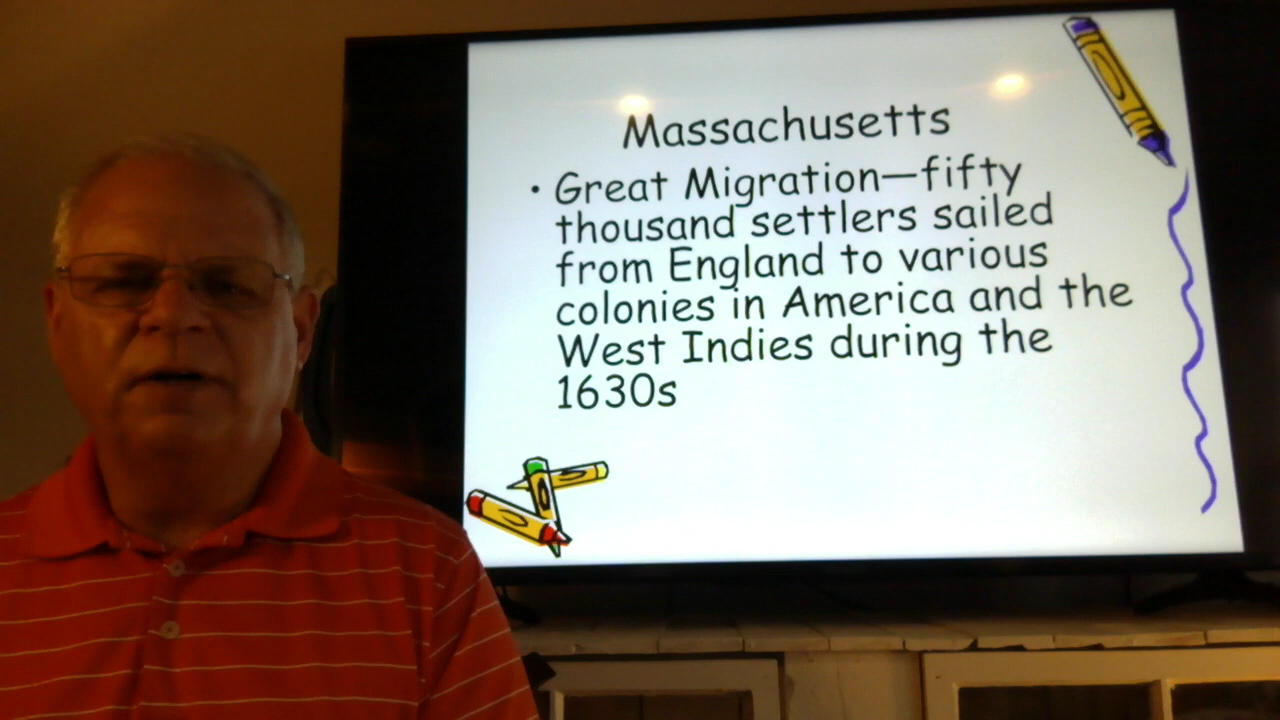 Massachusetts
• Great Migration—fifty
thousand settlers sailed
from England to various
colonies in America and the
West Indies during the
1630s